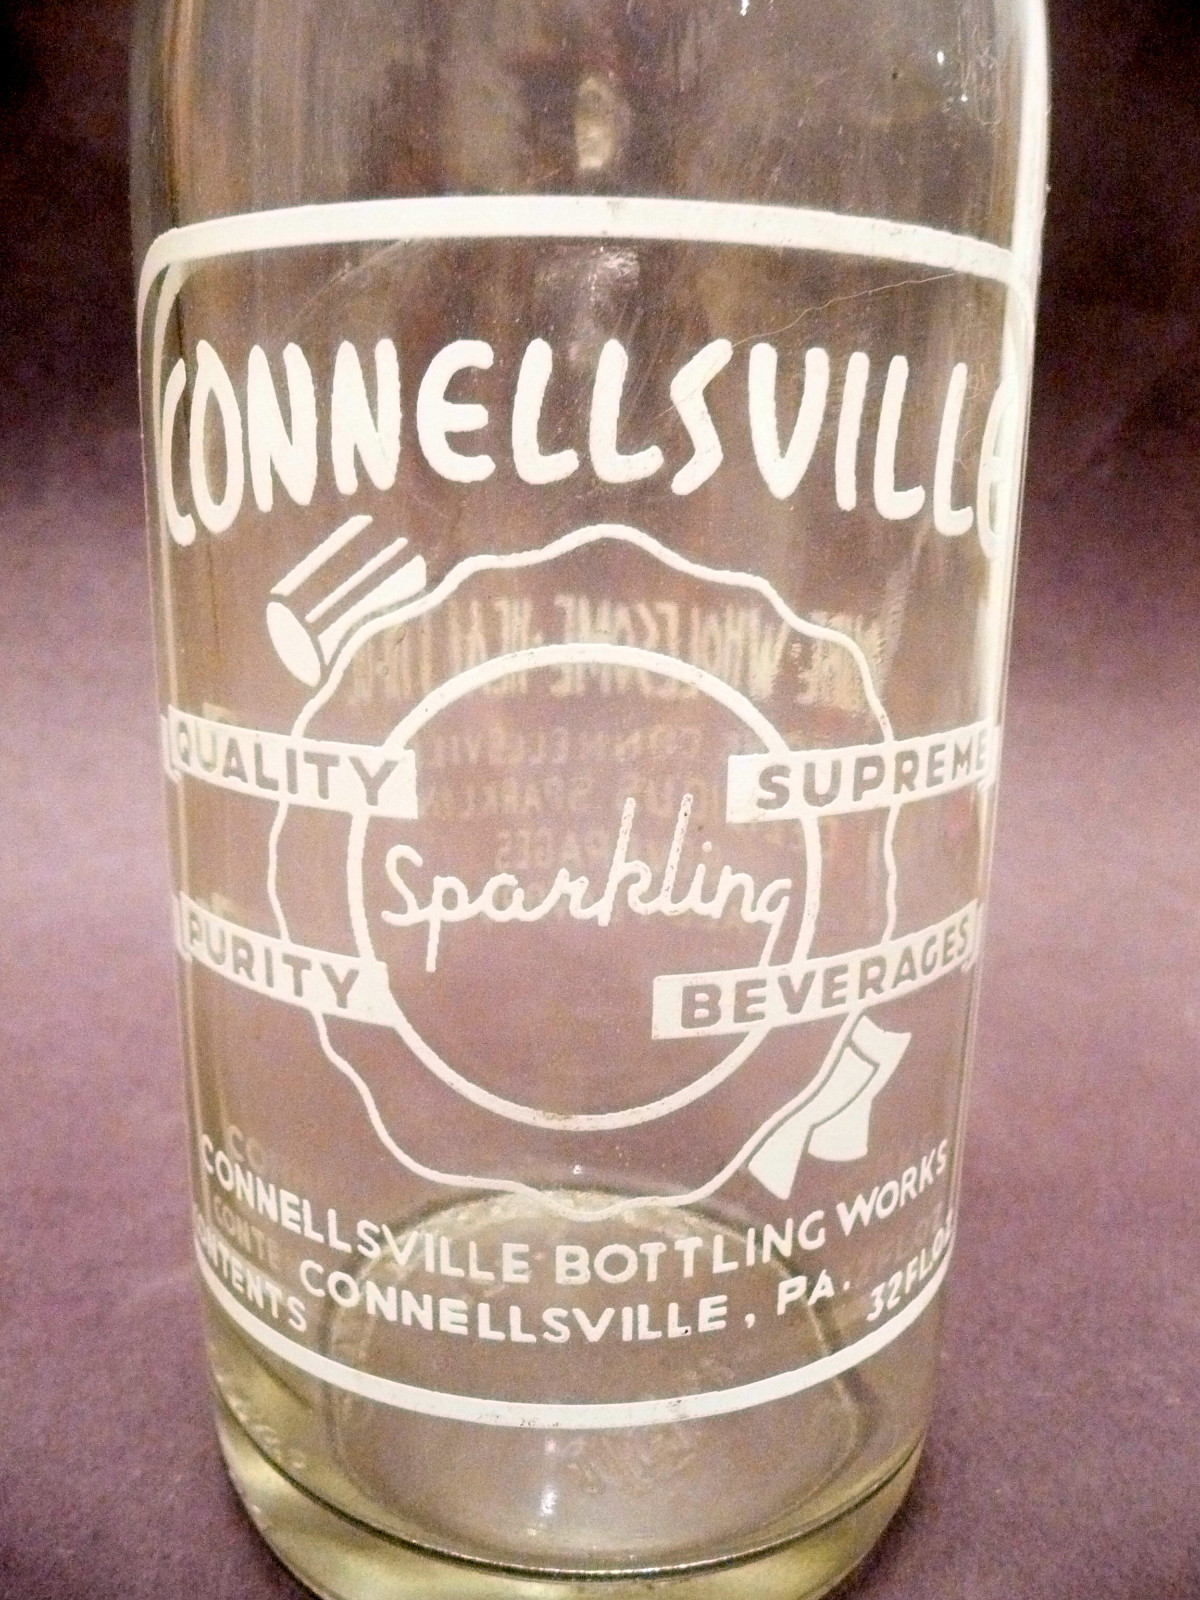 CONNELLSVILLE
QUALITY SUPREME
Sparkling
PURITY BEVERAGES
CONNELLSVILLE BOTTLING WORKS
CONNELLSVILLE, PA.
CONTENTS 32 FL. OZ.